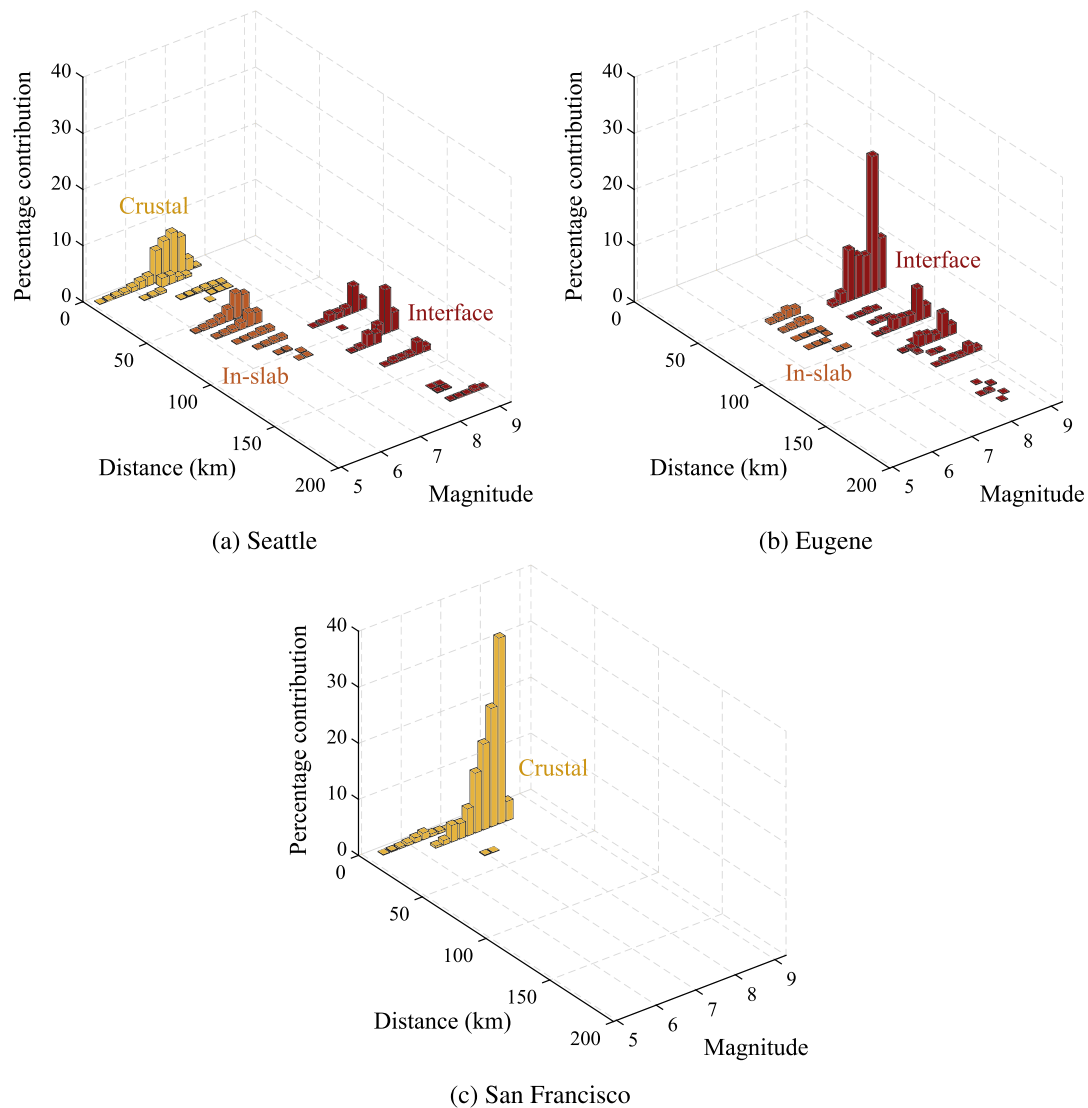 Percentage contribution
40
30
20
10
0
0
50
100
150
200
Distance (km)
5
6
7
8
9
Magnitude
Crustal
In-slab
Interface
(a) Seattle
Percentage contribution
40
30
20
10
0
0
50
100
150
200
Distance (km)
5
6
7
8
9
Magnitude
In-slab
Interface
(b) Eugene
Percentage contribution
40
30
20
10
0
0
50
100
150
200
Distance (km)
5
6
7
8
9
Magnitude
Crustal
(c) San Francisco